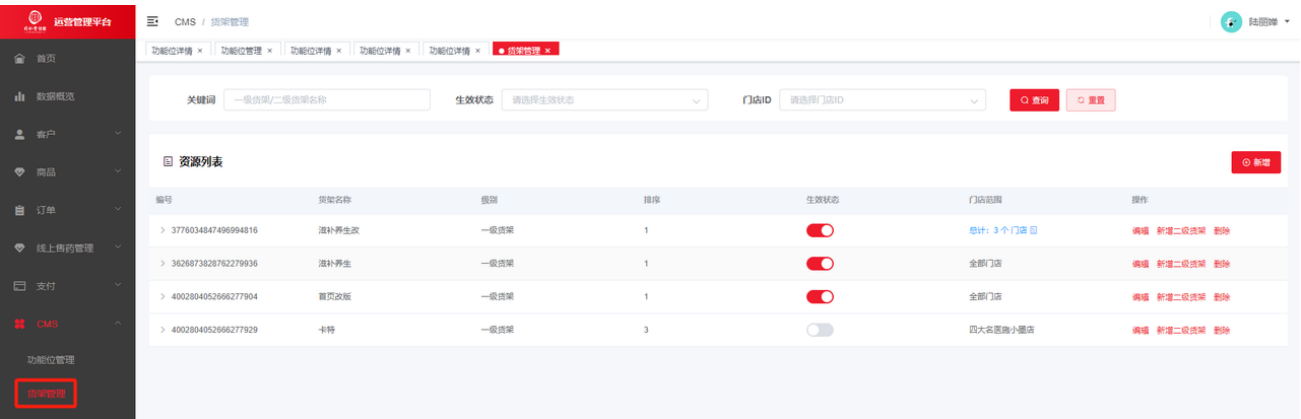 运营管理平台
CMS / 货架管理
陆丽婵
功能位详情 × 功能位管理 × 功能位详情 × 功能位详情 × 功能位详情 × 货架管理 ×
首页
数据概览
客户
商品
订单
线上售药管理
支付
CMS
功能位管理
货架管理
关键词 一级货架/二级货架名称 生效状态 请选择生效状态 门店ID 请选择门店ID 查询 重置
资源列表 新增
编号 货架名称 级别 排序 生效状态 门店范围 操作
3776034847496994816 滋补养生改 一级货架 1 总计：3 个 门店 编辑 新增二级货架 删除
3626873828762279936 滋补养生 一级货架 1 全部门店 编辑 新增二级货架 删除
4002804052666277904 首页改版 一级货架 1 全部门店 编辑 新增二级货架 删除
4002804052666277929 卡特 一级货架 3 四大名医施小墨店 编辑 新增二级货架 删除